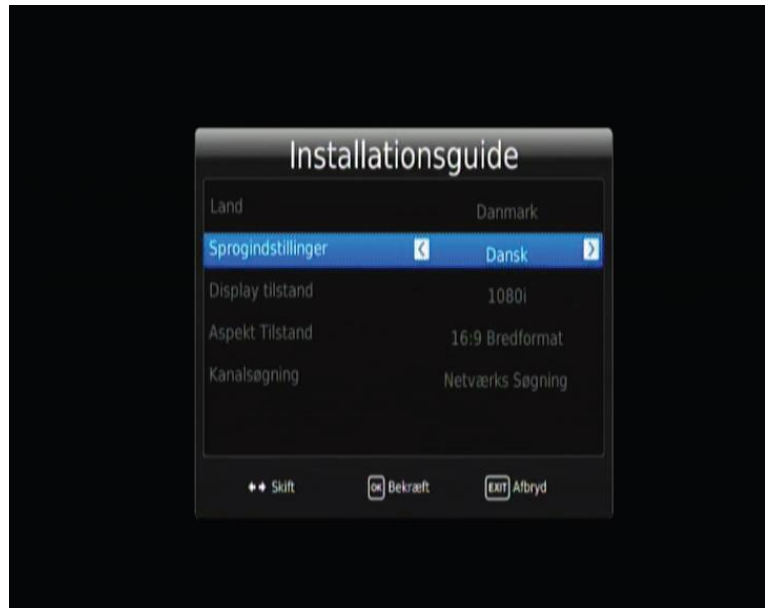 Installationsguide
Land Danmark
Sprogindstillinger Dansk
Display tilstand 1080i
Aspekt Tilstand 16:9 Bredformat
Kanalsøgning Netværks Søgning
Skift OK Bekræft EXIT Afbryd